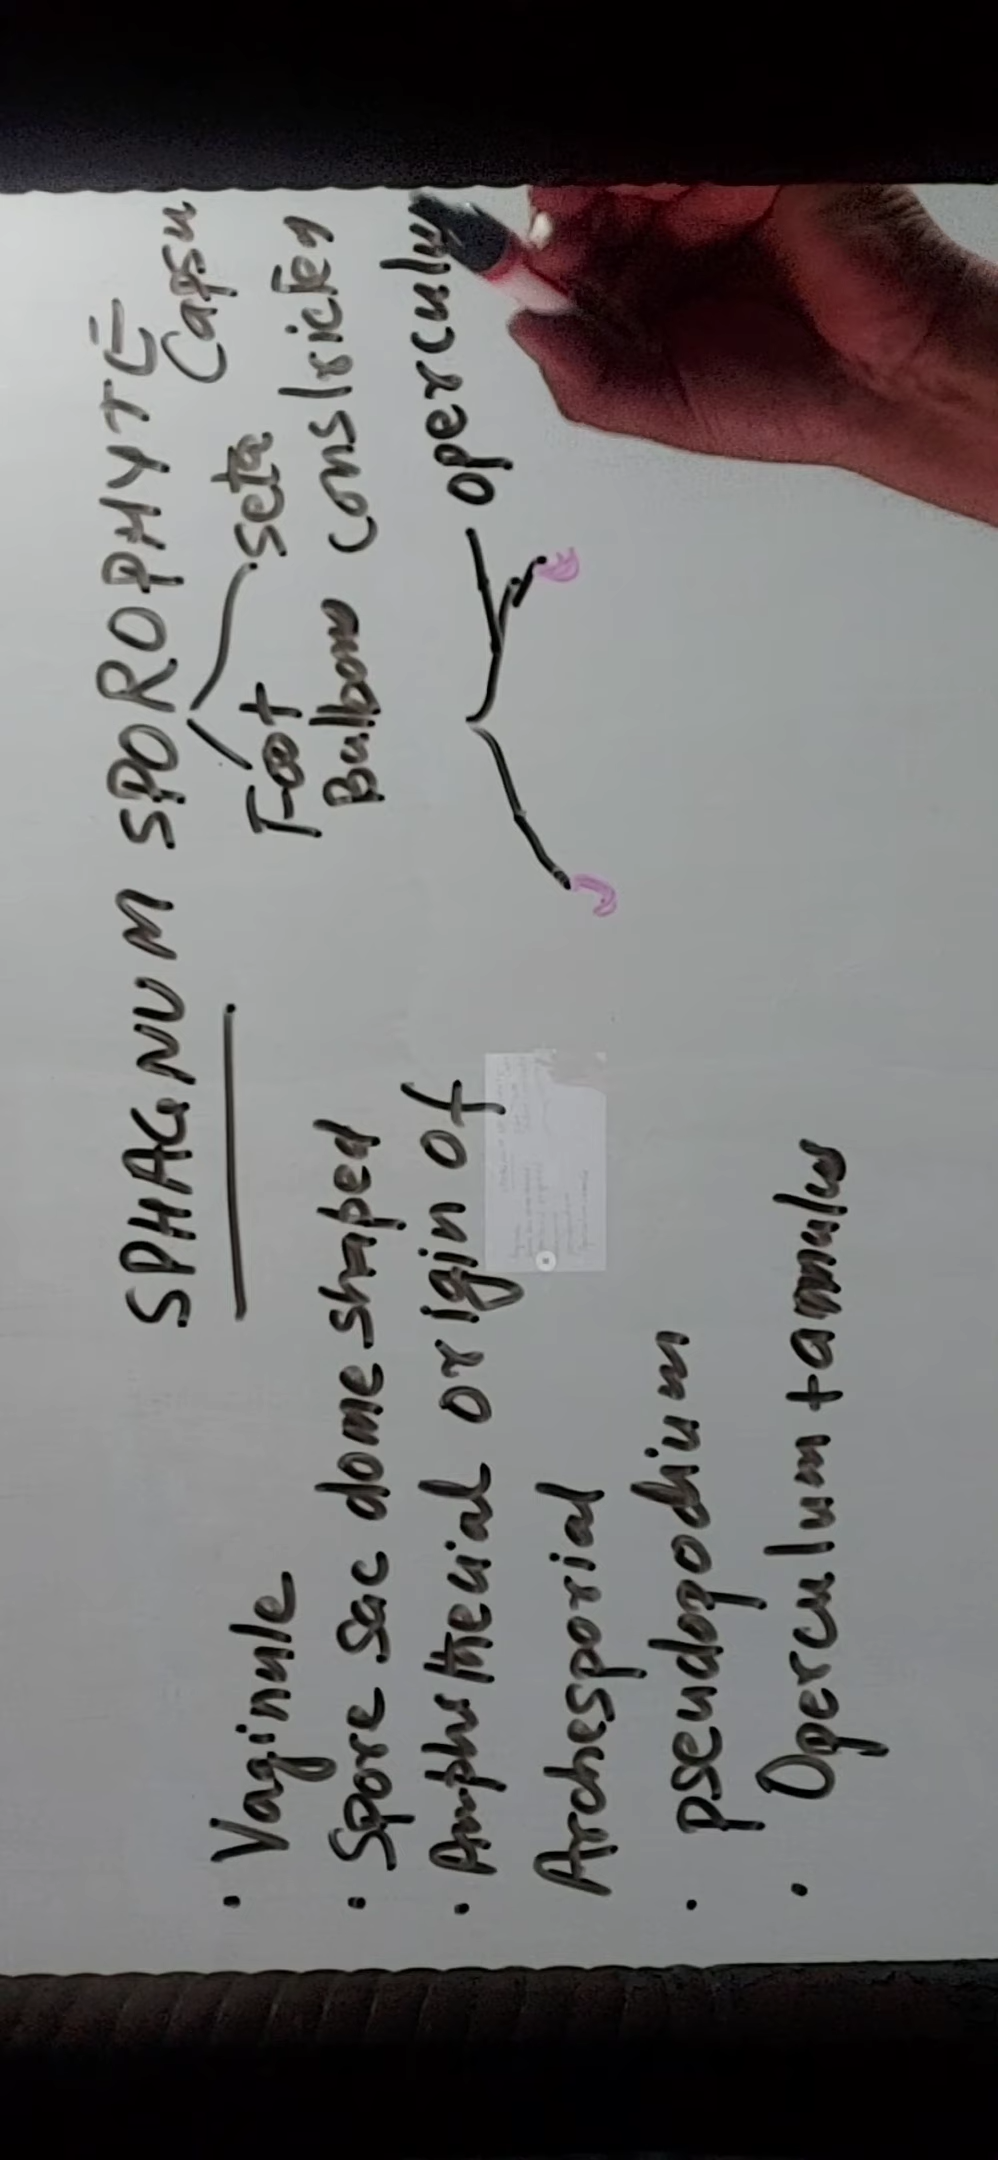 SPHAGNUM SPOROPHYTE
Foot seta Capsu
Bulbous constricted
operculu
• Vaginule
• Spore sac dome-shaped
• Amphithecial origin of
Archesporial
• pseudopodium
• Operculum + annulus